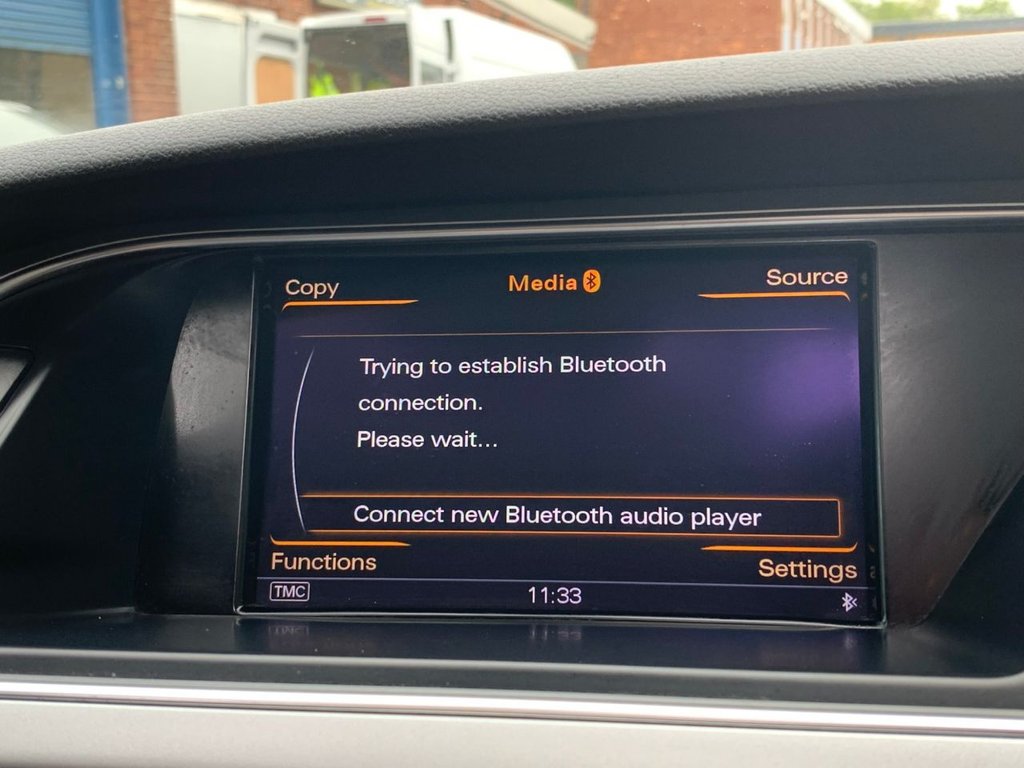 Copy
Media
Source
Trying to establish Bluetooth
connection.
Please wait...
Connect new Bluetooth audio player
Functions
Settings
TMC
11:33